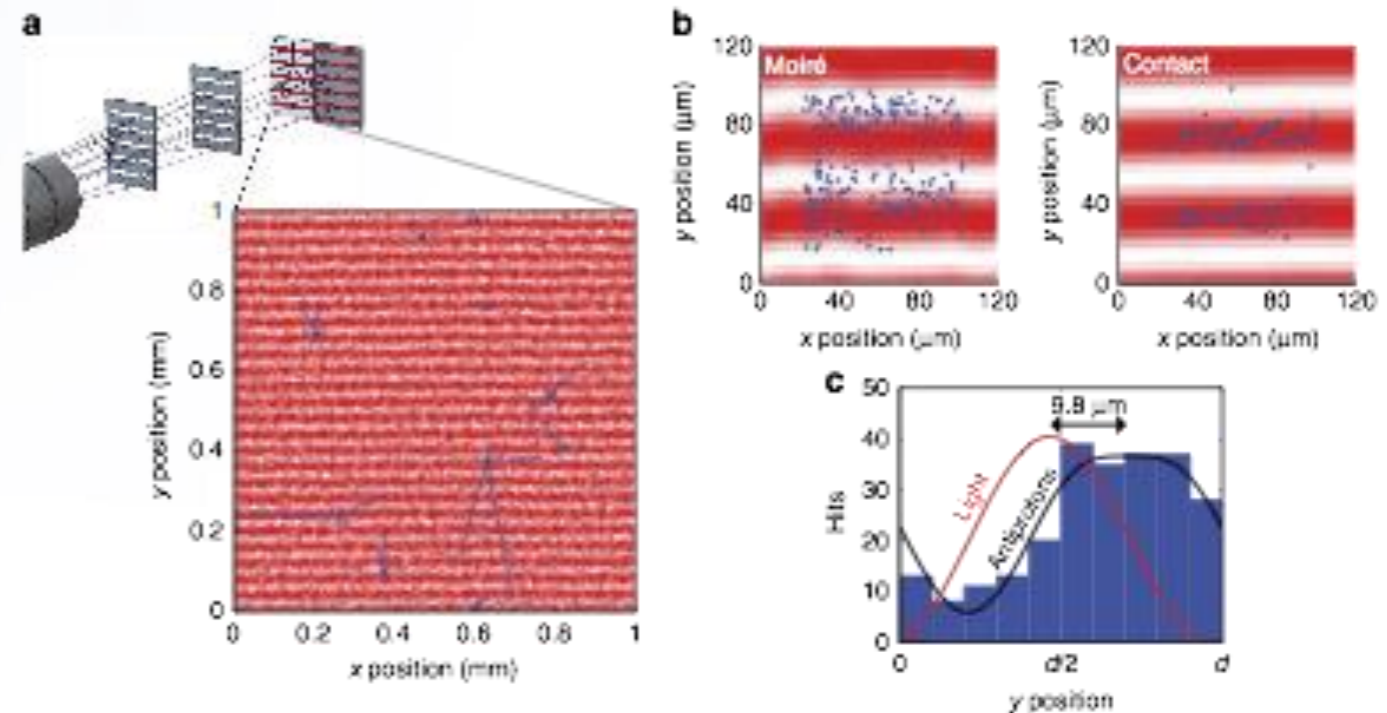 a
1
0.8
0.6
0.4
0.2
0
0 0.2 0.4 0.6 0.8 1
y position (mm)
x position (mm)
b
Moiré
120
80
40
0
0 40 80 120
y position (µm)
x position (µm)
Contact
120
80
40
0
0 40 80 120
y position (µm)
x position (µm)
c
50
40
30
20
10
0
Hits
9.8 µm
Light
Antiprotons
0 d/2 d
y position